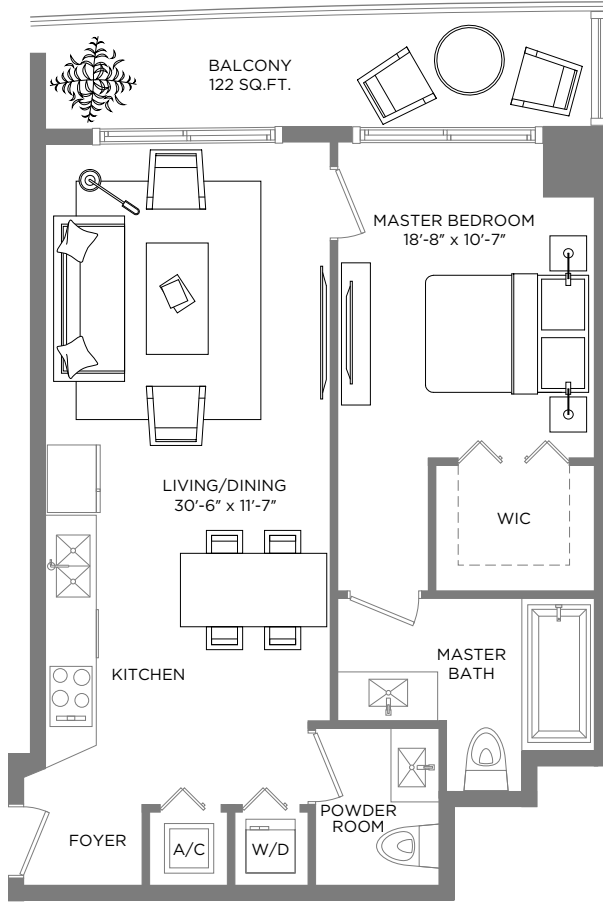 BALCONY
122 SQ.FT.
MASTER BEDROOM
18'-8" x 10'-7"
LIVING/DINING
30'-6" x 11'-7"
WIC
KITCHEN
MASTER
BATH
POWDER
ROOM
FOYER
A/C
W/D